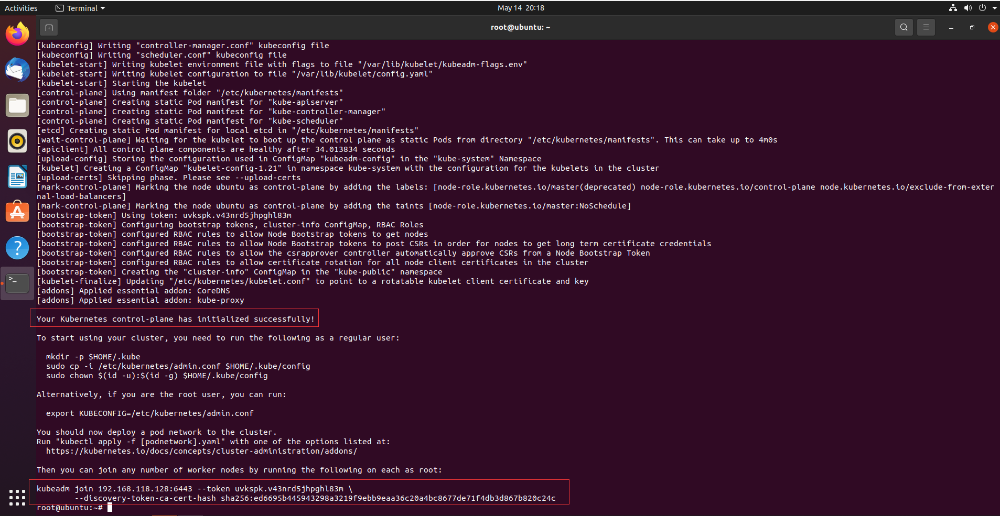 Activities
Terminal
May 14 20:18
root@ubuntu: ~
[kubeconfig] Writing "controller-manager.conf" kubeconfig file
[kubeconfig] Writing "scheduler.conf" kubeconfig file
[kubelet-start] Writing kubelet environment file with flags to file "/var/lib/kubelet/kubeadm-flags.env"
[kubelet-start] Writing kubelet configuration to file "/var/lib/kubelet/config.yaml"
[kubelet-start] Starting the kubelet
[control-plane] Using manifest folder "/etc/kubernetes/manifests"
[control-plane] Creating static Pod manifest for "kube-apiserver"
[control-plane] Creating static Pod manifest for "kube-controller-manager"
[control-plane] Creating static Pod manifest for "kube-scheduler"
[etcd] Creating static Pod manifest for local etcd in "/etc/kubernetes/manifests"
[wait-control-plane] Waiting for the kubelet to boot up the control plane as static Pods from directory "/etc/kubernetes/manifests". This can take up to 4m0s
[apiclient] All control plane components are healthy after 34.013834 seconds
[upload-config] Storing the configuration used in ConfigMap "kubeadm-config" in the "kube-system" Namespace
[kubelet] Creating a ConfigMap "kubelet-config-1.21" in namespace kube-system with the configuration for the kubelets in the cluster
[upload-certs] Skipping phase. Please see --upload-certs
[mark-control-plane] Marking the node ubuntu as control-plane by adding the labels: [node-role.kubernetes.io/master(deprecated) node-role.kubernetes.io/control-plane node.kubernetes.io/exclude-from-exter
nal-load-balancers]
[mark-control-plane] Marking the node ubuntu as control-plane by adding the taints [node-role.kubernetes.io/master:NoSchedule]
[bootstrap-token] Using token: uvkspk.v43nrd5jhpghl83m
[bootstrap-token] Configuring bootstrap tokens, cluster-info ConfigMap, RBAC Roles
[bootstrap-token] configured RBAC rules to allow Node Bootstrap tokens to get nodes
[bootstrap-token] configured RBAC rules to allow Node Bootstrap tokens to post CSRs in order for nodes to get long term certificate credentials
[bootstrap-token] configured RBAC rules to allow the csrapprover controller automatically approve CSRs from a Node Bootstrap Token
[bootstrap-token] configured RBAC rules to allow certificate rotation for all node client certificates in the cluster
[bootstrap-token] Creating the "cluster-info" ConfigMap in the "kube-public" namespace
[kubelet-finalize] Updating "/etc/kubernetes/kubelet.conf" to point to a rotatable kubelet client certificate and key
[addons] Applied essential addon: CoreDNS
[addons] Applied essential addon: kube-proxy
Your Kubernetes control-plane has initialized successfully!
To start using your cluster, you need to run the following as a regular user:
mkdir -p $HOME/.kube
sudo cp -i /etc/kubernetes/admin.conf $HOME/.kube/config
sudo chown $(id -u):$(id -g) $HOME/.kube/config
Alternatively, if you are the root user, you can run:
export KUBECONFIG=/etc/kubernetes/admin.conf
You should now deploy a pod network to the cluster.
Run "kubectl apply -f [podnetwork].yaml" with one of the options listed at:
https://kubernetes.io/docs/concepts/cluster-administration/addons/
Then you can join any number of worker nodes by running the following on each as root:
kubeadm join 192.168.118.128:6443 --token uvkspk.v43nrd5jhpghl83m \
--discovery-token-ca-cert-hash sha256:ed6695b445943298a3219f9ebb9eaa36c20a4bc8677de71f4db3d867b820c24c
root@ubuntu:~#